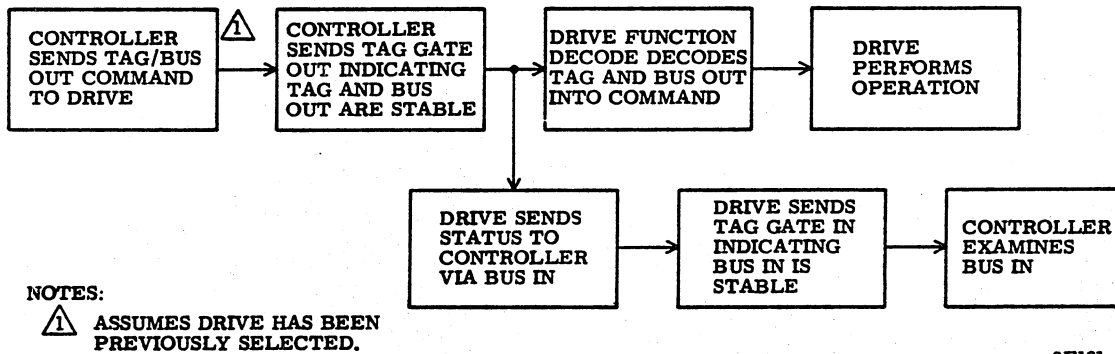 CONTROLLER
SENDS TAG/BUS
OUT COMMAND
TO DRIVE
1
CONTROLLER
SENDS TAG GATE
OUT INDICATING
TAG AND BUS
OUT ARE STABLE
DRIVE FUNCTION
DECODE DECODES
TAG AND BUS OUT
INTO COMMAND
DRIVE
PERFORMS
OPERATION
DRIVE SENDS
STATUS TO
CONTROLLER
VIA BUS IN
DRIVE SENDS
TAG GATE IN
INDICATING
BUS IN IS
STABLE
CONTROLLER
EXAMINES
BUS IN
NOTES:
1 ASSUMES DRIVE HAS BEEN
PREVIOUSLY SELECTED.